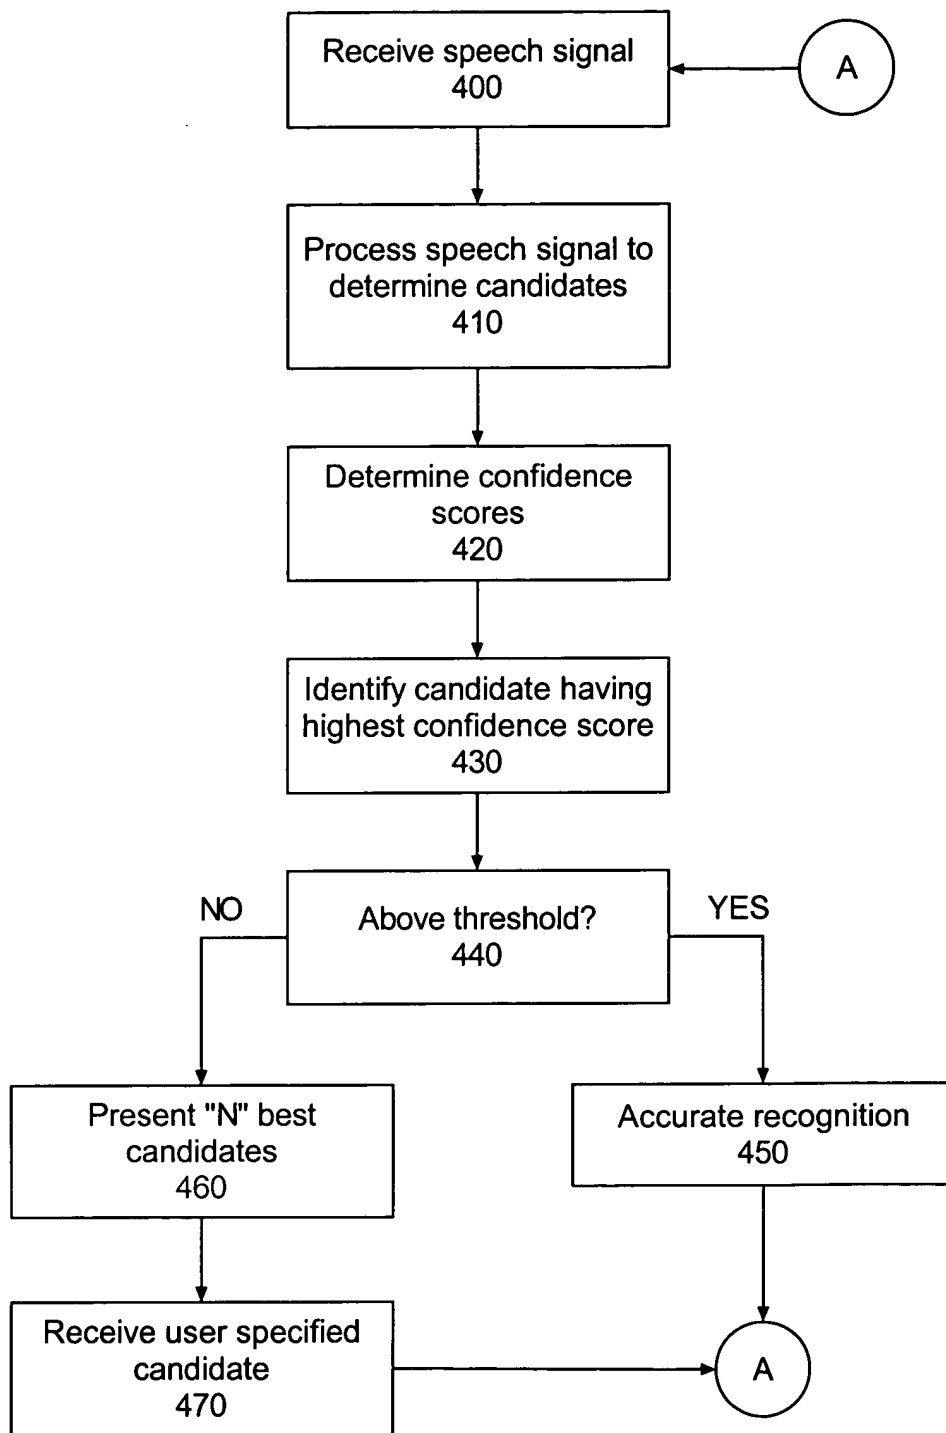 Receive speech signal
400
A
Process speech signal to
determine candidates
410
Determine confidence
scores
420
Identify candidate having
highest confidence score
430
Above threshold?
440
NO
YES
Present "N" best
candidates
460
Accurate recognition
450
Receive user specified
candidate
470
A